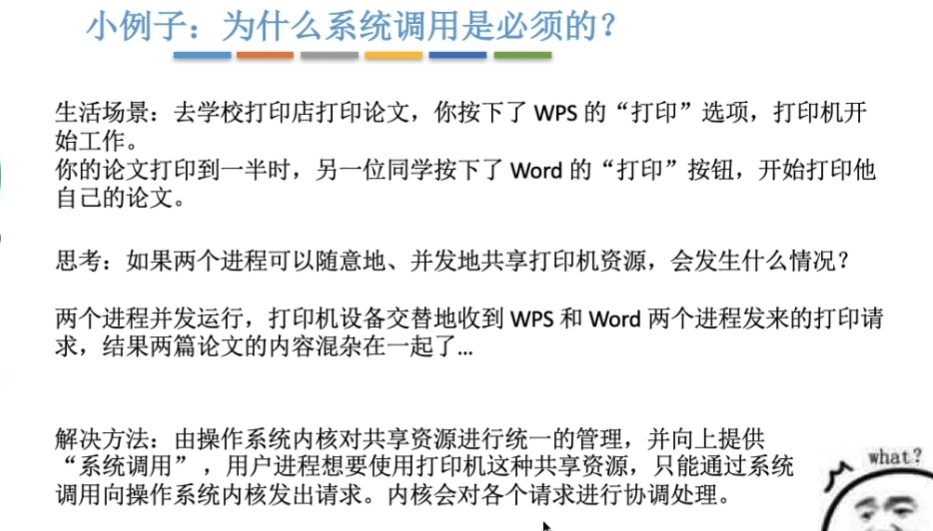 小例子：为什么系统调用是必须的？
生活场景：去学校打印店打印论文，你按下了 WPS 的“打印”选项，打印机开
始工作。
你的论文打印到一半时，另一位同学按下了 Word 的“打印”按钮，开始打印他
自己的论文。
思考：如果两个进程可以随意地、并发地共享打印机资源，会发生什么情况？
两个进程并发运行，打印机设备交替地收到 WPS 和 Word 两个进程发来的打印请
求，结果两篇论文的内容混杂在一起了...
解决方法：由操作系统内核对共享资源进行统一的管理，并向上提供
“系统调用”，用户进程想要使用打印机这种共享资源，只能通过系统
调用向操作系统内核发出请求。内核会对各个请求进行协调处理。
what?